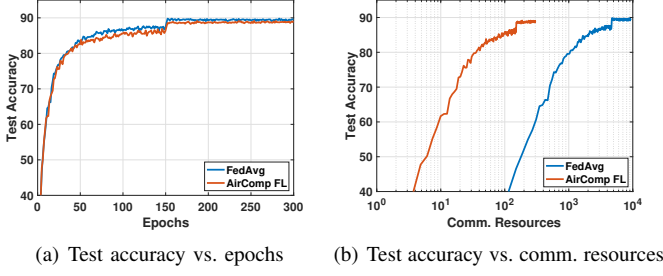 100
90
80
70
60
50
40
Test Accuracy
0 50 100 150 200 250 300
Epochs
FedAvg
AirComp FL
(a) Test accuracy vs. epochs
100
90
80
70
60
50
40
Test Accuracy
10^0 10^1 10^2 10^3 10^4
Comm. Resources
FedAvg
AirComp FL
(b) Test accuracy vs. comm. resources